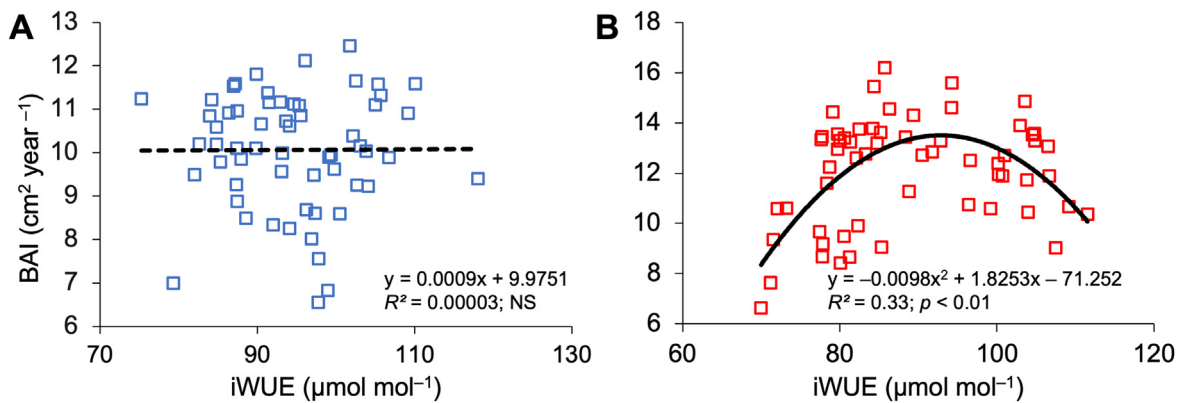 A
BAI (cm² year ⁻¹)
13
12
11
10
9
8
7
6
70
90
110
130
iWUE (µmol mol⁻¹)
y = 0.0009x + 9.9751
R² = 0.00003; NS
B
18
16
14
12
10
8
6
60
80
100
120
iWUE (µmol mol⁻¹)
y = –0.0098x² + 1.8253x – 71.252
R² = 0.33; p < 0.01